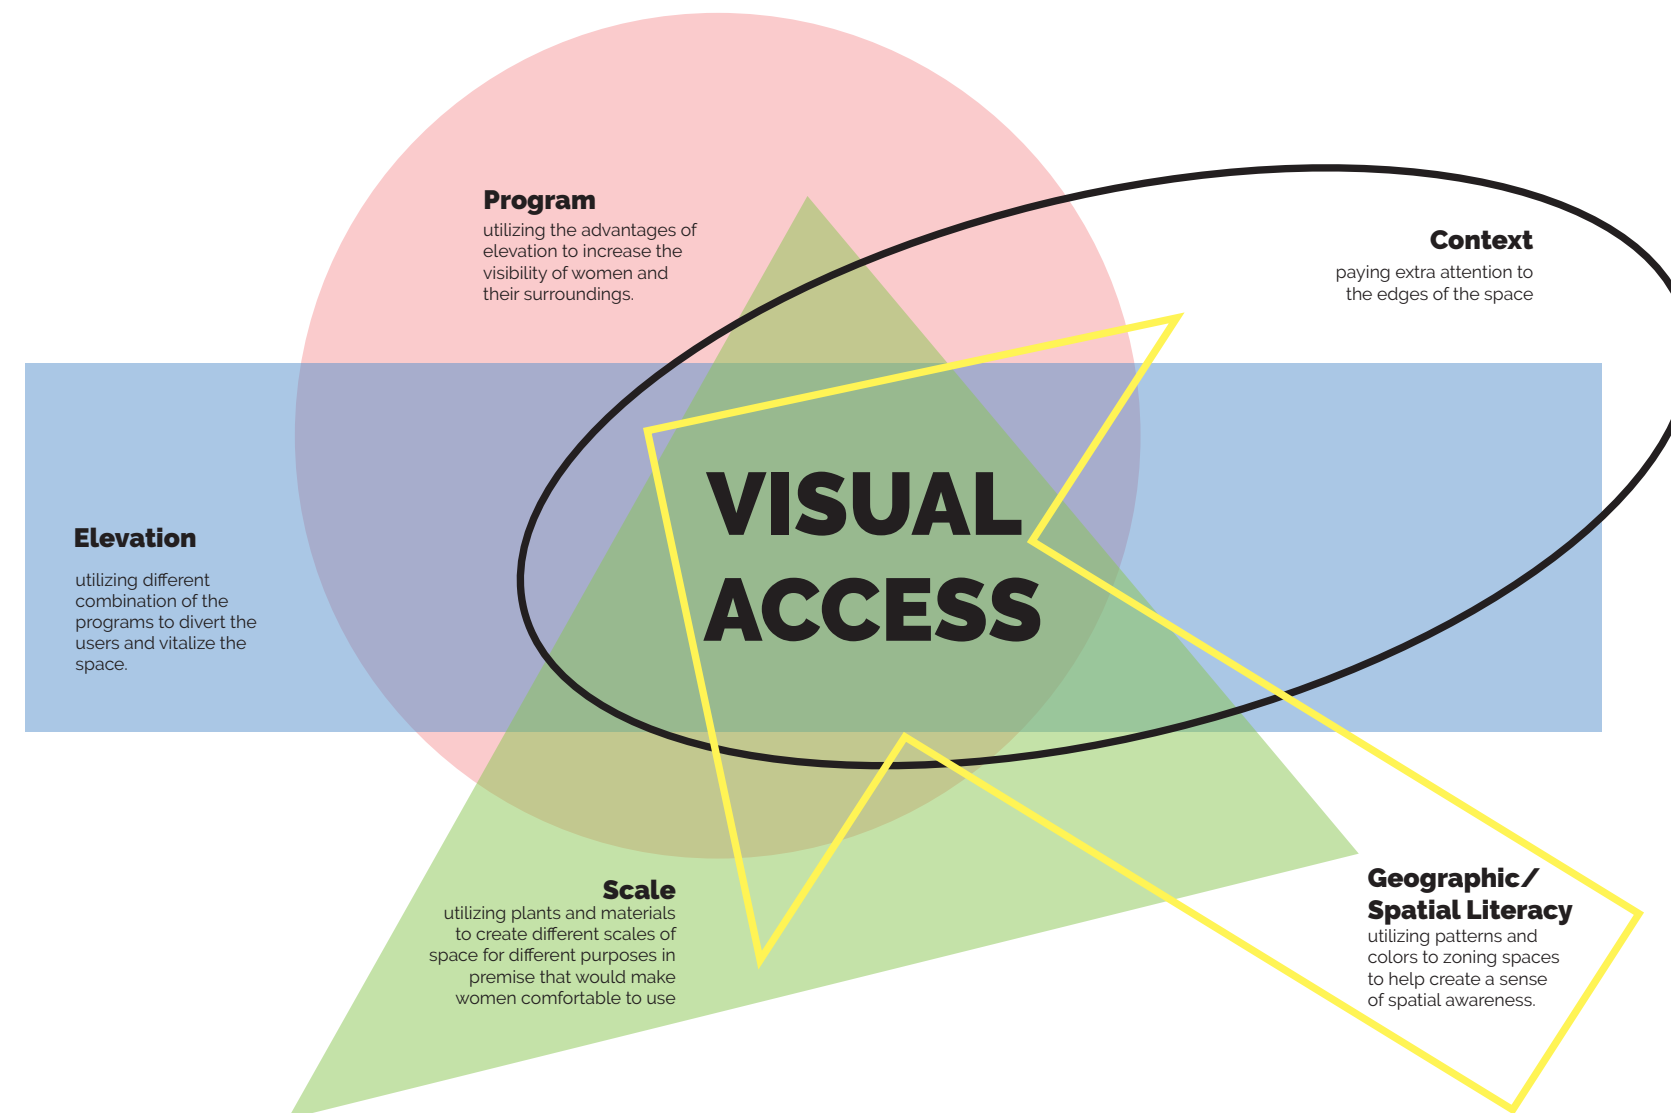 Program
utilizing the advantages of
elevation to increase the
visibility of women and
their surroundings.
Context
paying extra attention to
the edges of the space
VISUAL
ACCESS
Elevation
utilizing different
combination of the
programs to divert the
users and vitalize the
space.
Scale
utilizing plants and materials
to create different scales of
space for different purposes in
premise that would make
women comfortable to use
Geographic/
Spatial Literacy
utilizing patterns and
colors to zoning spaces
to help create a sense
of spatial awareness.